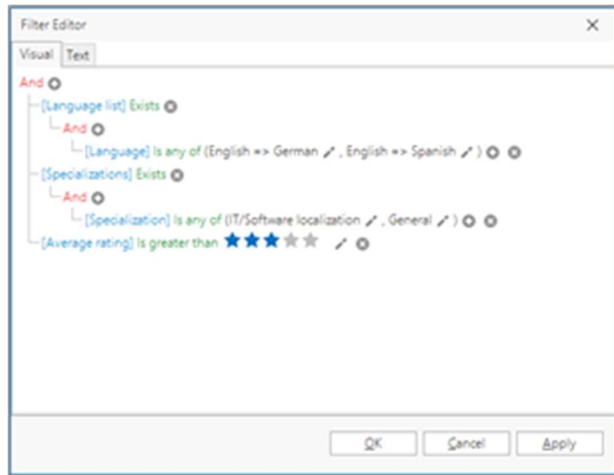 Filter Editor
Visual Text
And
[Language list] Exists
And
[Language] Is any of (English => German , English => Spanish )
[Specializations] Exists
And
[Specialization] Is any of (IT/Software localization , General )
[Average rating] Is greater than
OK Cancel Apply